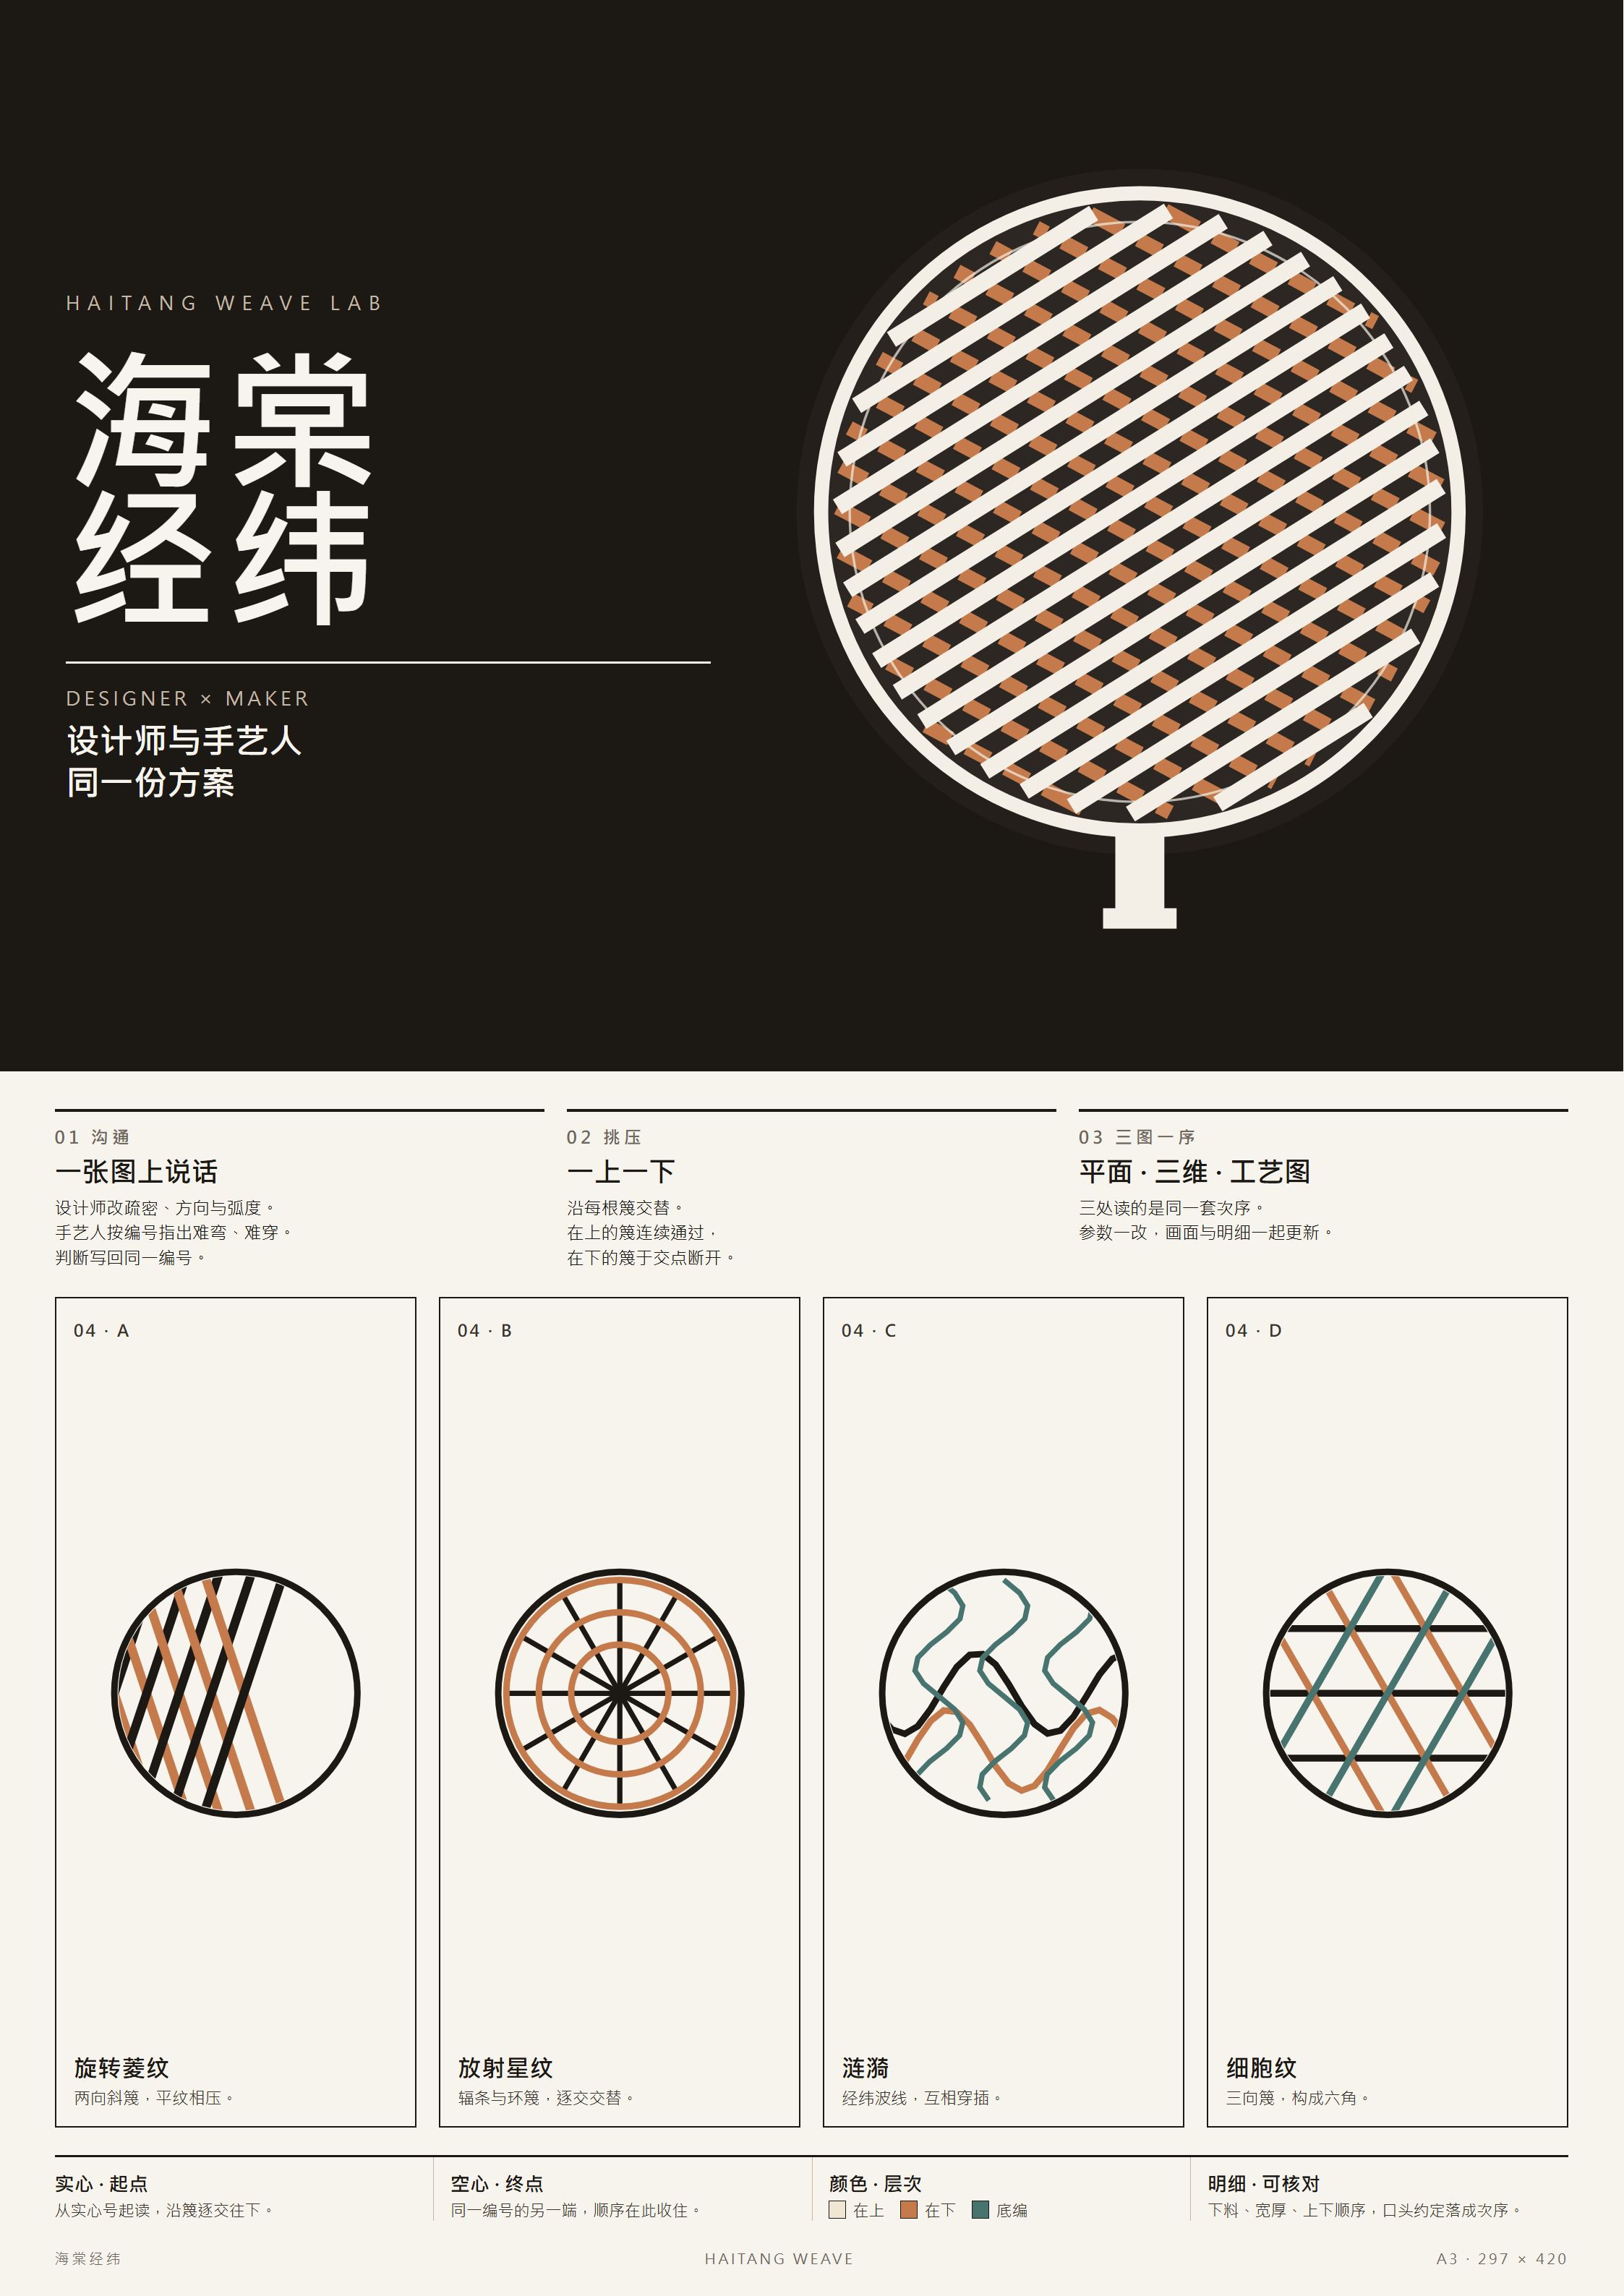 HAITANG WEAVE LAB
海棠
经纬
DESIGNER × MAKER
设计师与手艺人
同一份方案
01 沟通
一张图上说话
设计师改疏密、方向与弧度。
手艺人按编号指出难弯、难穿。
判断写回同一编号。
02 挑压
一上一下
沿每根篾交替。
在上的篾连续通过，
在下的篾于交点断开。
03 三图一序
平面·三维·工艺图
三处读的是同一套次序。
参数一改，画面与明细一起更新。
04 · A
旋转菱纹
两向斜篾，平纹相压。
04 · B
放射星纹
辐条与环篾，逐交交替。
04 · C
涟漪
经纬波线，互相穿插。
04 · D
细胞纹
三向篾，构成六角。
实心·起点
从实心号起读，沿篾逐交往下。
空心·终点
同一编号的另一端，顺序在此收住。
颜色·层次
在上 在下 底编
明细·可核对
下料、宽厚、上下顺序，口头约定落成次序。
海棠经纬
HAITANG WEAVE
A3 · 297 × 420